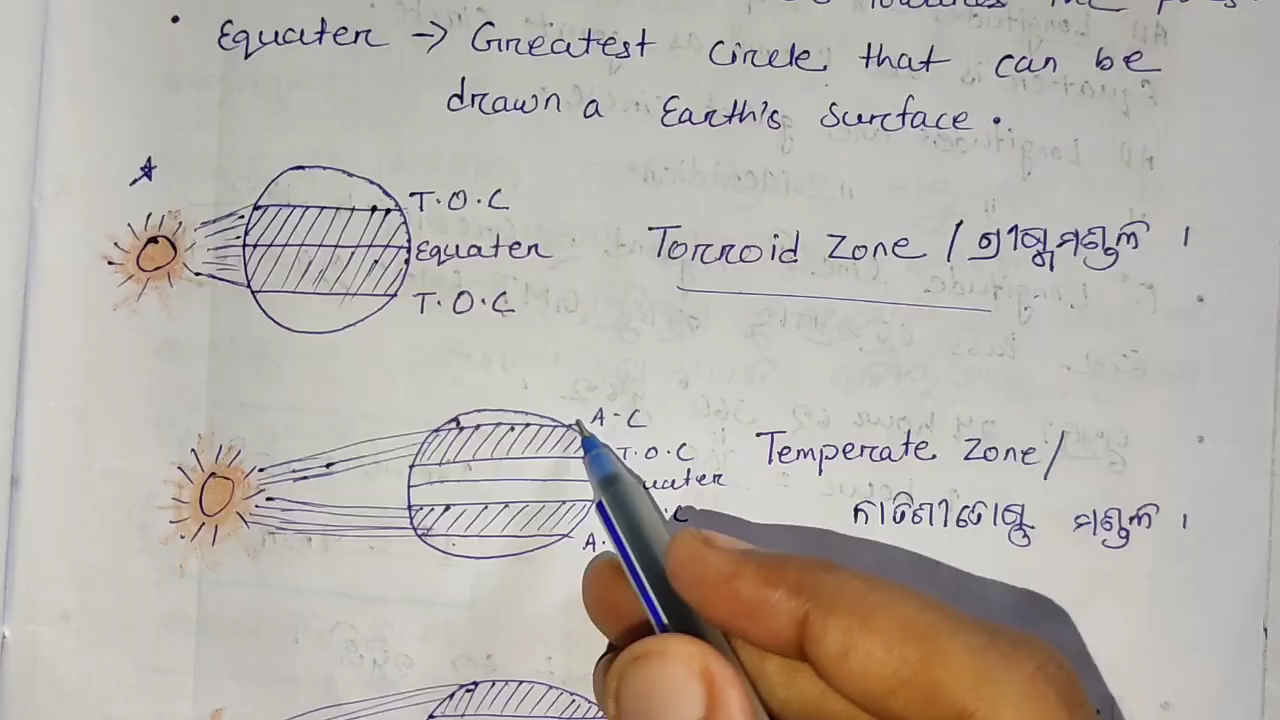 Equater → Greatest circle that can be
drawn a Earth's surface.
T.O.C
Equater
T.O.C
Torroid Zone / ଗ୍ରୀଷ୍ମମଣ୍ଡଳ ।
A-C
T.O.C
Temperate Zone /
ନାତିଶୀତୋଷ୍ଣ ମଣ୍ଡଳ ।